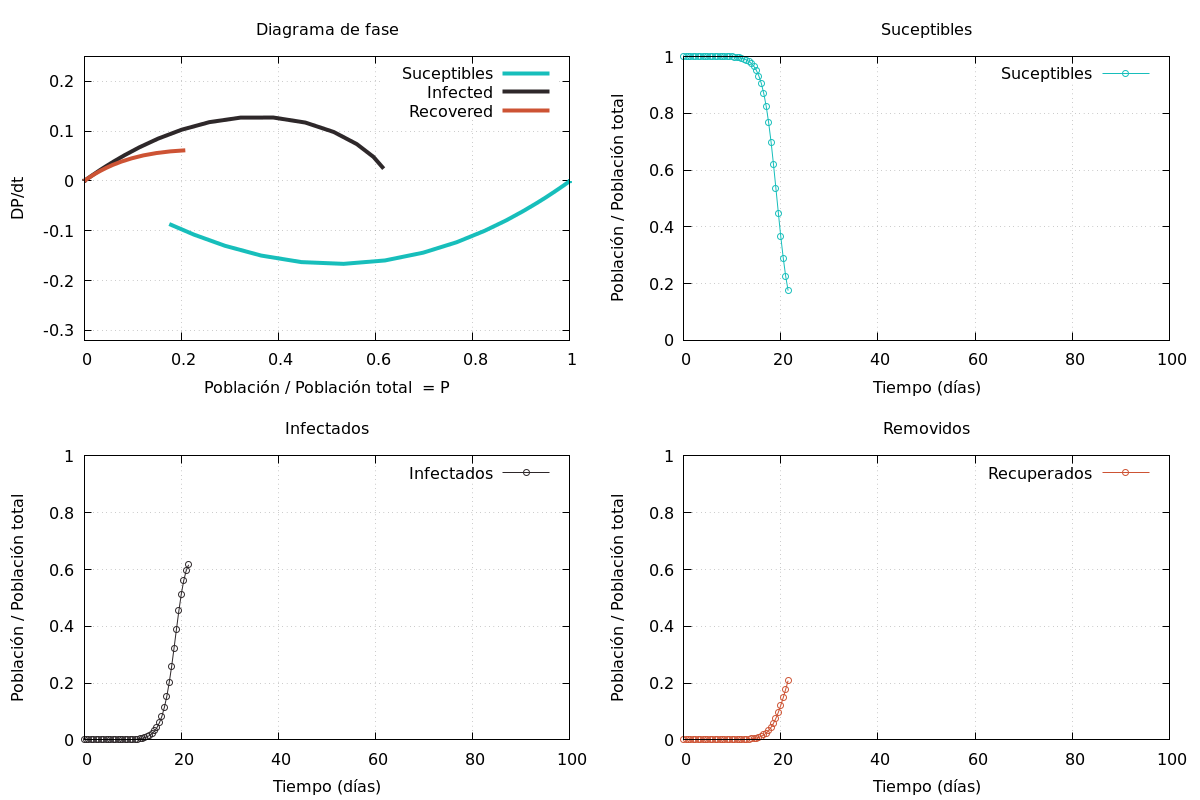 Diagrama de fase
Suceptibles
Infected
Recovered
0.2
0.1
0
-0.1
-0.2
-0.3
DP/dt
0 0.2 0.4 0.6 0.8 1
Población / Población total = P
Suceptibles
Suceptibles
1
0.8
0.6
0.4
0.2
0
Población / Población total
0 20 40 60 80 100
Tiempo (días)
Infectados
Infectados
1
0.8
0.6
0.4
0.2
0
Población / Población total
0 20 40 60 80 100
Tiempo (días)
Removidos
Recuperados
1
0.8
0.6
0.4
0.2
0
Población / Población total
0 20 40 60 80 100
Tiempo (días)